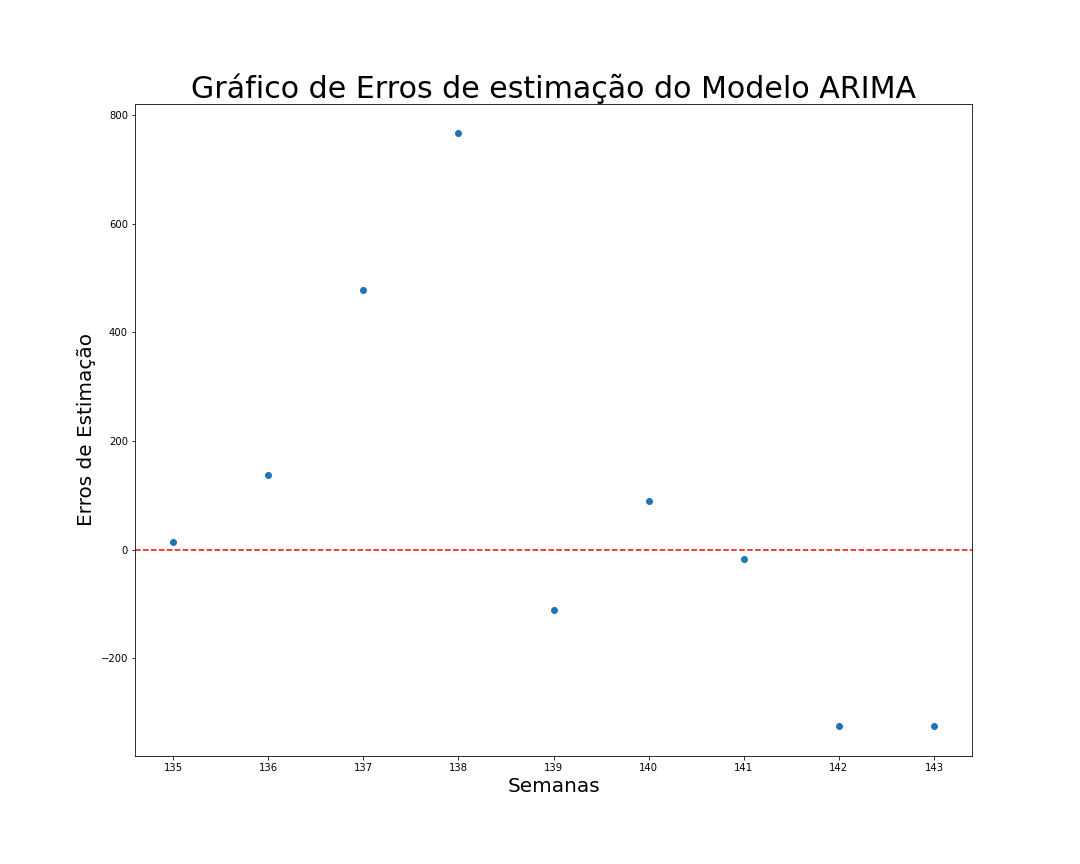 Gráfico de Erros de estimação do Modelo ARIMA
800
600
400
200
0
−200
Erros de Estimação
135 136 137 138 139 140 141 142 143
Semanas